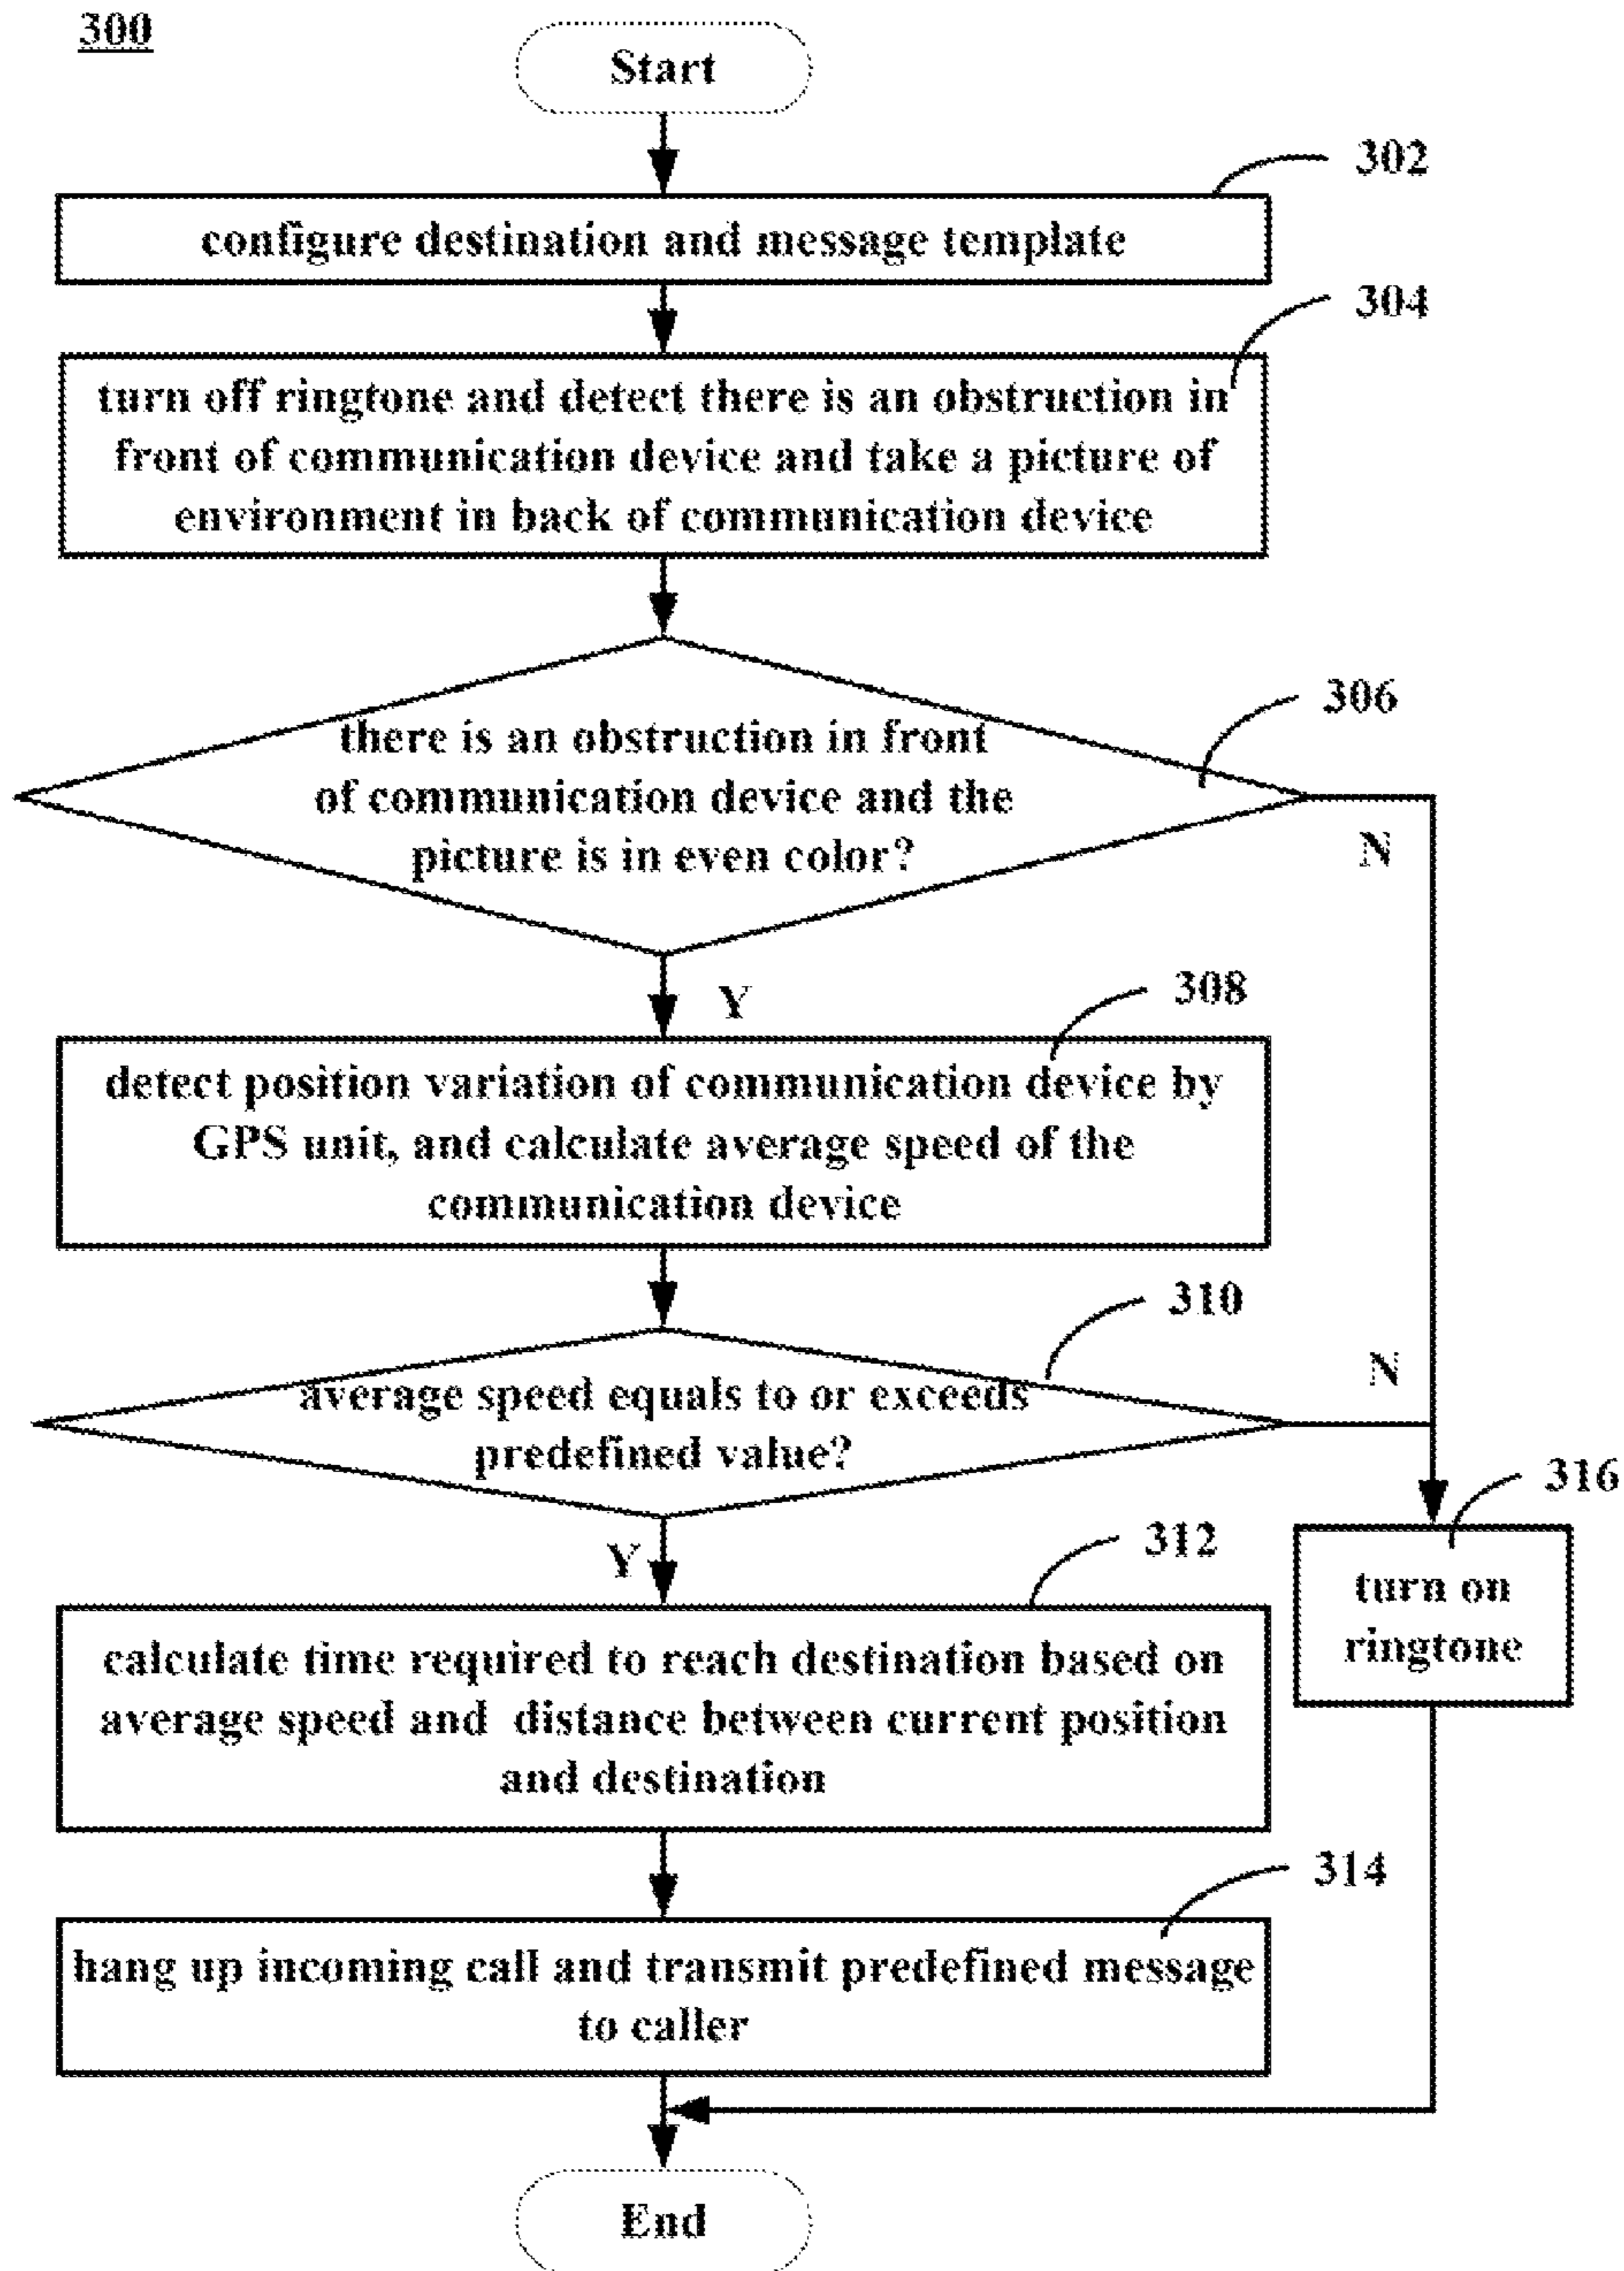 300
Start
302
configure destination and message template
304
turn off ringtone and detect there is an obstruction in
front of communication device and take a picture of
environment in back of communication device
306
there is an obstruction in front
of communication device and the
picture is in even color?
N
Y
308
detect position variation of communication device by
GPS unit, and calculate average speed of the
communication device
310
average speed equals to or exceeds
predefined value?
N
Y
312
316
turn on
ringtone
calculate time required to reach destination based on
average speed and distance between current position
and destination
314
hang up incoming call and transmit predefined message
to caller
End